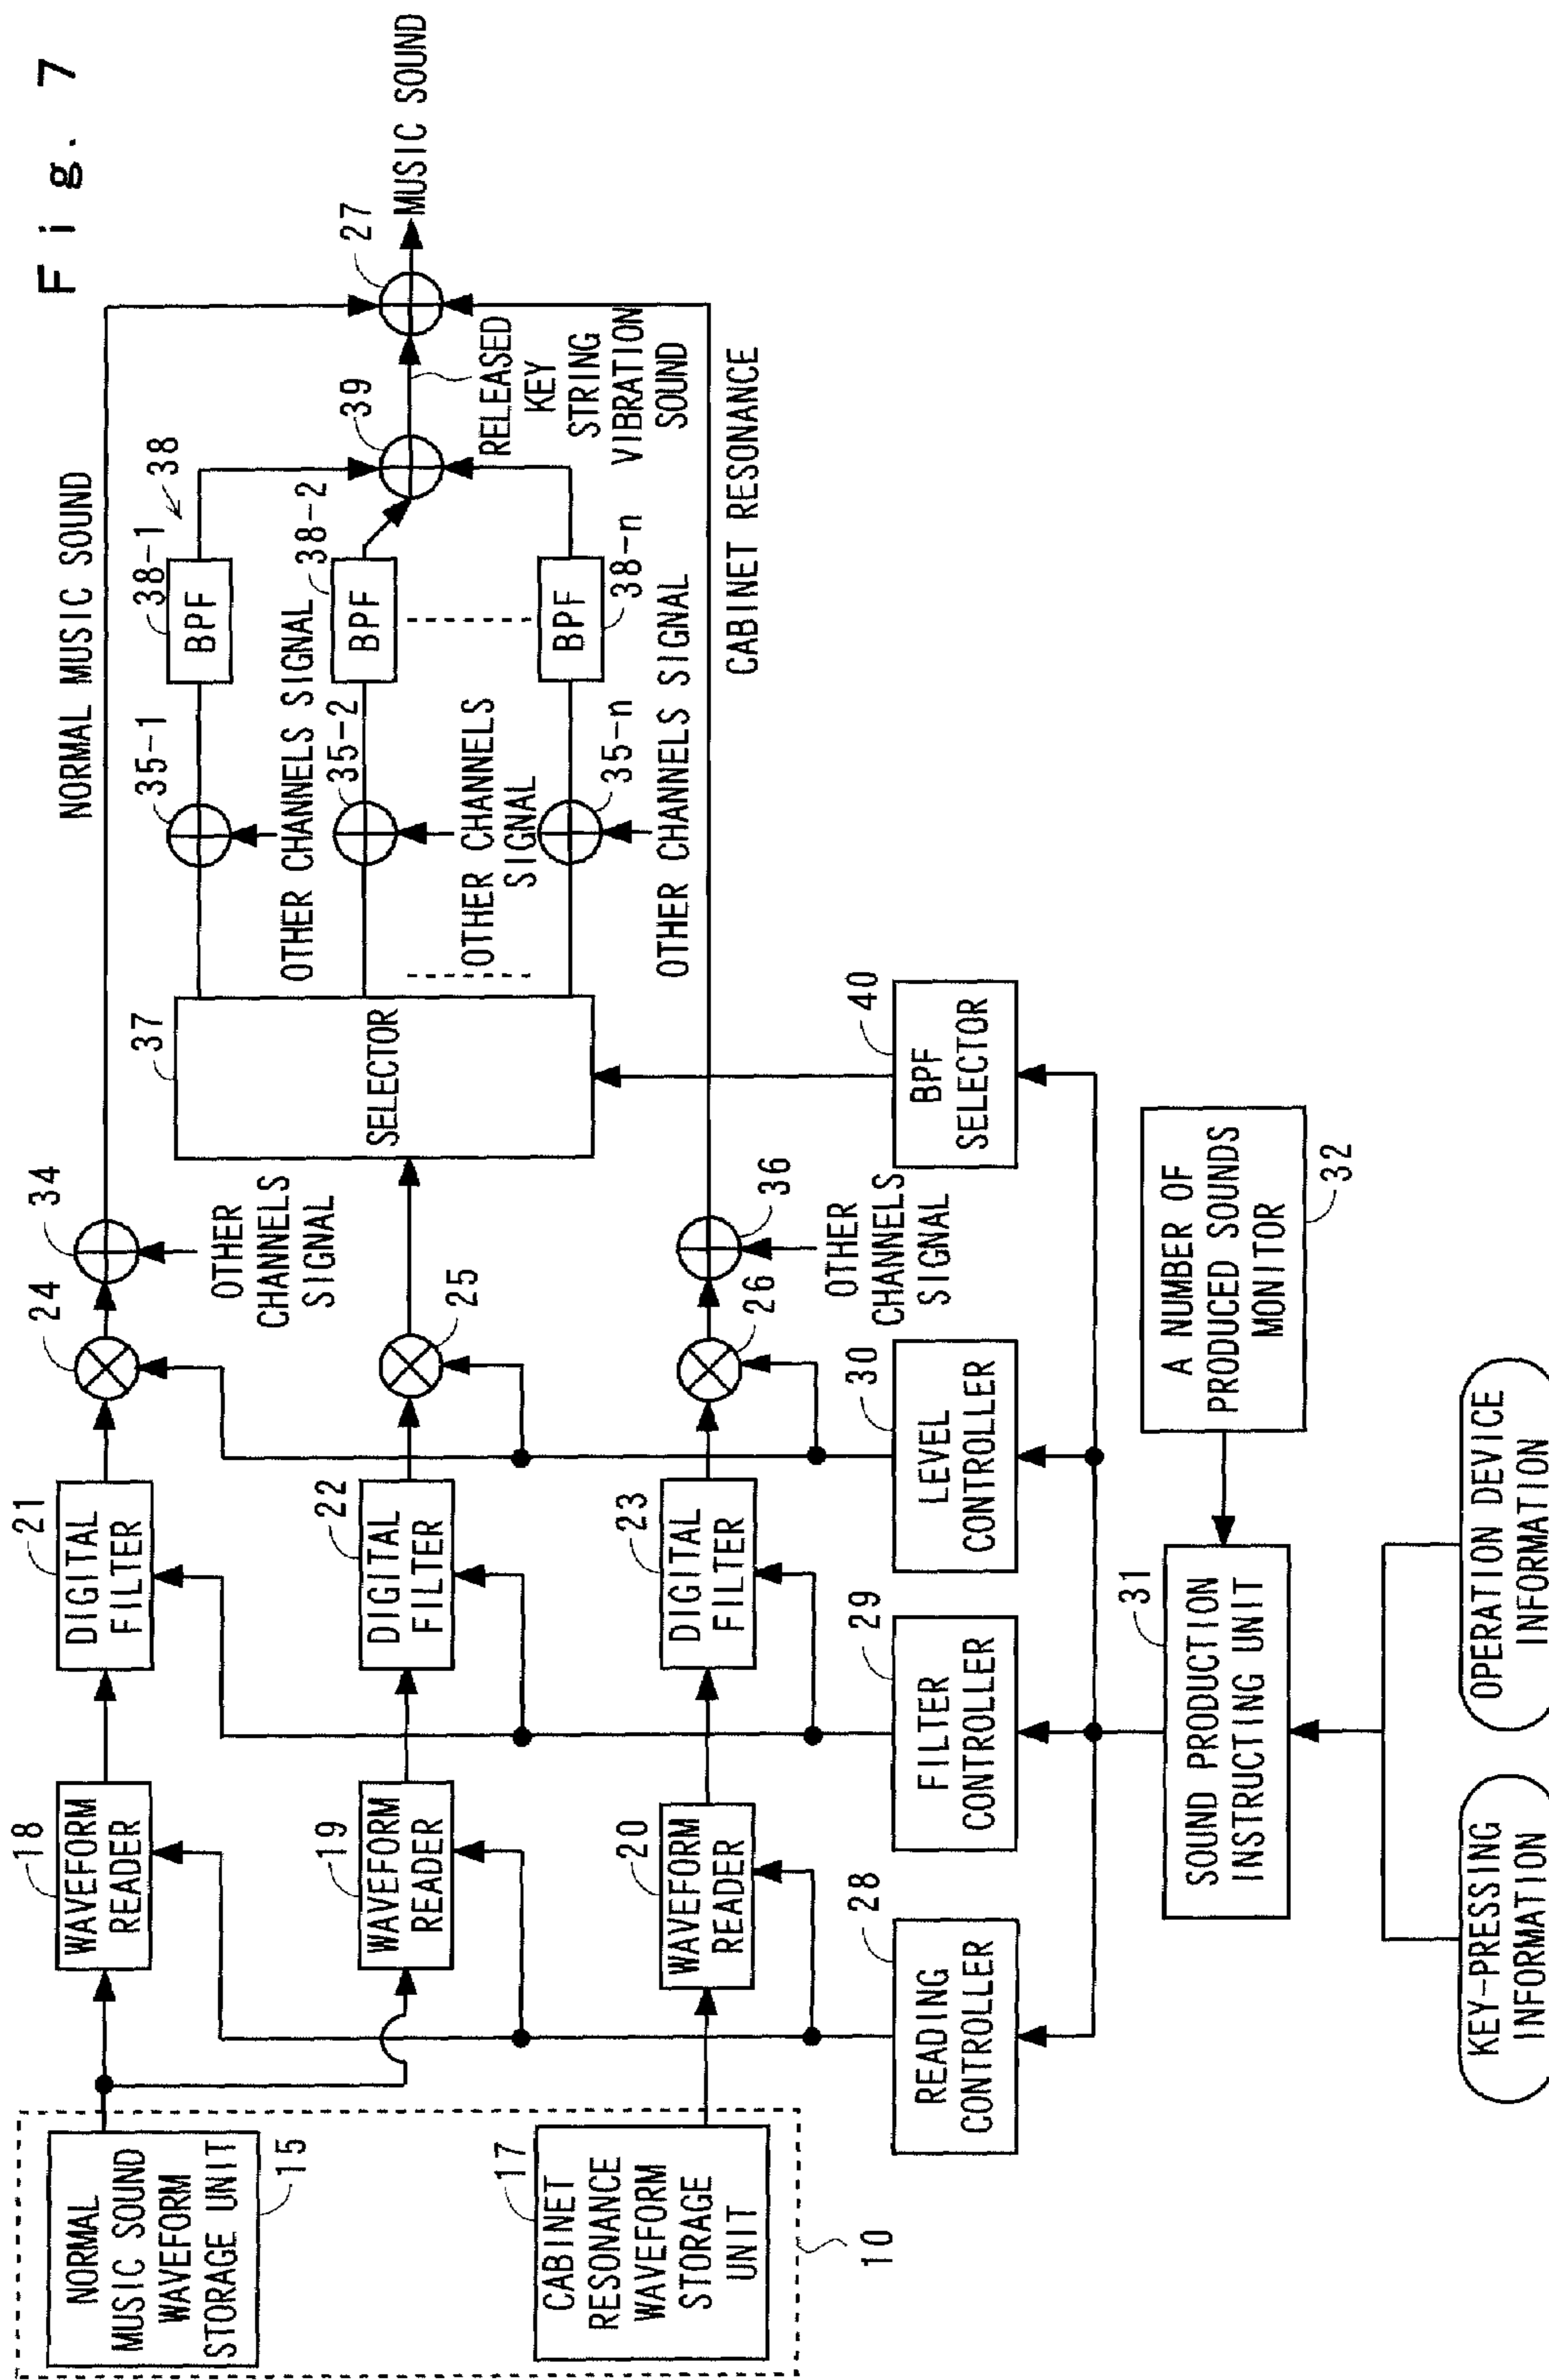 Fig. 7
NORMAL
MUSIC SOUND
WAVEFORM
STORAGE UNIT
15
CABINET
RESONANCE
WAVEFORM
STORAGE
UNIT
17
10
18
WAVEFORM
READER
19
WAVEFORM
READER
20
WAVEFORM
READER
21
DIGITAL
FILTER
22
DIGITAL
FILTER
23
DIGITAL
FILTER
24
25
26
34
OTHER
CHANNELS
SIGNAL
36
OTHER
CHANNELS
SIGNAL
37
SELECTOR
NORMAL MUSIC SOUND
35-1
OTHER CHANNELS SIGNAL
35-2
OTHER CHANNELS
SIGNAL
35-n
OTHER CHANNELS SIGNAL
38-1
BPF
38
38-2
BPF
38-n
BPF
39
27
MUSIC SOUND
RELEASED
KEY
STRING
VIBRATION
SOUND
CABINET RESONANCE
28
READING
CONTROLLER
29
FILTER
CONTROLLER
30
LEVEL
CONTROLLER
40
BPF
SELECTOR
31
SOUND PRODUCTION
INSTRUCTING UNIT
A NUMBER OF
PRODUCED SOUNDS
MONITOR
32
KEY-PRESSING
INFORMATION
OPERATION DEVICE
INFORMATION